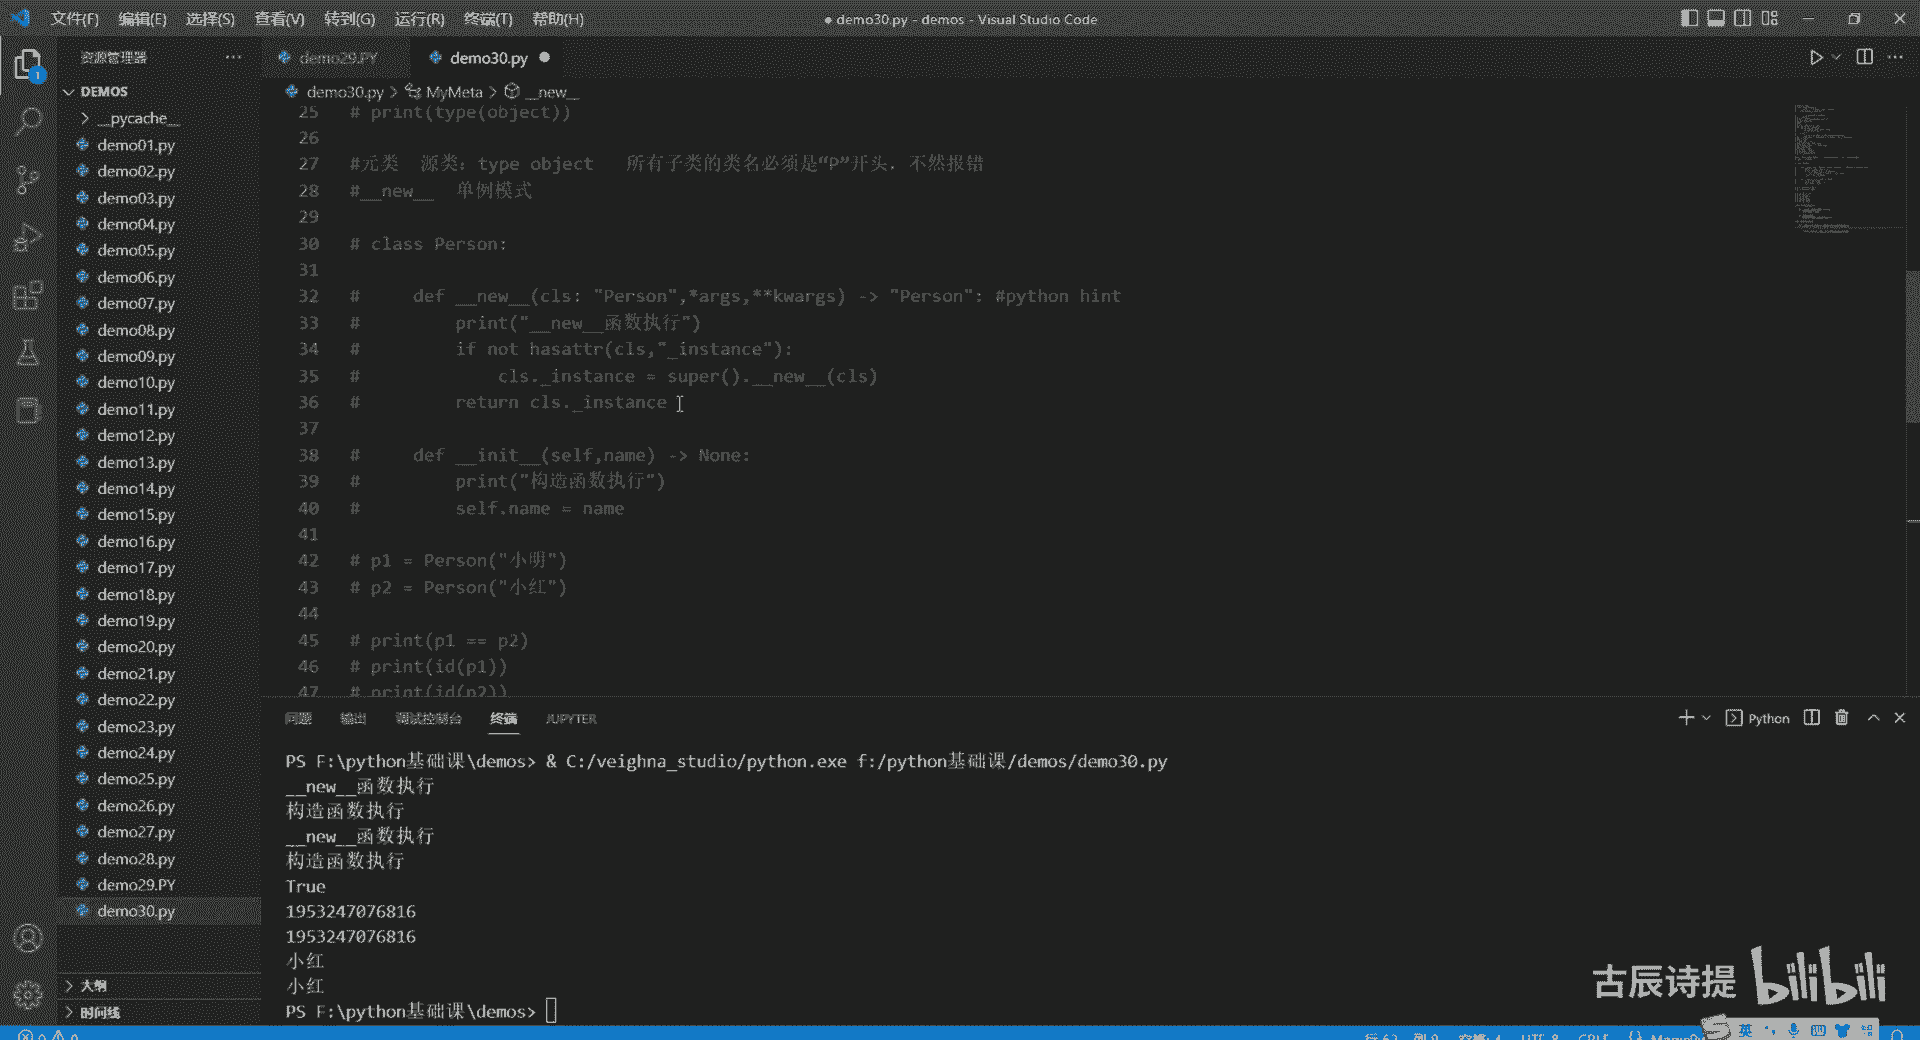 文件(F) 编辑(E) 选择(S) 查看(V) 转到(G) 运行(R) 终端(T) 帮助(H)
● demo30.py - demos - Visual Studio Code
资源管理器
demo29.PY
demo30.py
DEMOS
demo30.py > MyMeta > __new__
__pycache__
demo01.py
demo02.py
demo03.py
demo04.py
demo05.py
demo06.py
demo07.py
demo08.py
demo09.py
demo10.py
demo11.py
demo12.py
demo13.py
demo14.py
demo15.py
demo16.py
demo17.py
demo18.py
demo19.py
demo20.py
demo21.py
demo22.py
demo23.py
demo24.py
demo25.py
demo26.py
demo27.py
demo28.py
demo29.PY
demo30.py
大纲
时间线
25 # print(type(object))
26
27 #元类 源类: type object 所有子类的类名必须是“P”开头. 不然报错
28 #__new__ 单例模式
29
30 # class Person:
31
32 # def __new__(cls: "Person",*args,**kwargs) -> "Person": #python hint
33 # print("__new__函数执行")
34 # if not hasattr(cls,"_instance"):
35 # cls._instance = super().__new__(cls)
36 # return cls._instance
37
38 # def __init__(self,name) -> None:
39 # print("构造函数执行")
40 # self.name = name
41
42 # p1 = Person("小明")
43 # p2 = Person("小红")
44
45 # print(p1 == p2)
46 # print(id(p1))
47 # print(id(p2))
问题 输出 调试控制台 终端 JUPYTER
Python
PS F:\python基础课\demos> & C:/veighna_studio/python.exe f:/python基础课/demos/demo30.py
__new__函数执行
构造函数执行
__new__函数执行
构造函数执行
True
1953247076816
1953247076816
小红
小红
PS F:\python基础课\demos>
古辰诗提 bilibili
英